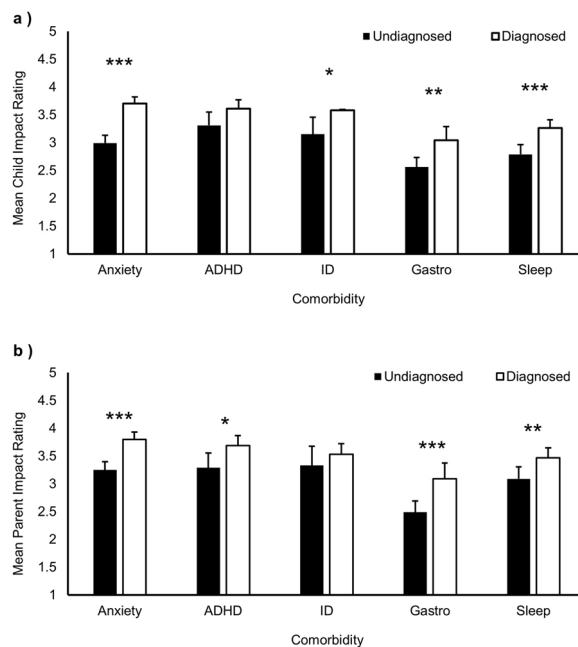 a )
Undiagnosed Diagnosed
Mean Child Impact Rating
5
4.5
4
3.5
3
2.5
2
1.5
1
*** * ** ***
Anxiety ADHD ID Gastro Sleep
Comorbidity
b )
Undiagnosed Diagnosed
Mean Parent Impact Rating
5
4.5
4
3.5
3
2.5
2
1.5
1
*** * *** **
Anxiety ADHD ID Gastro Sleep
Comorbidity